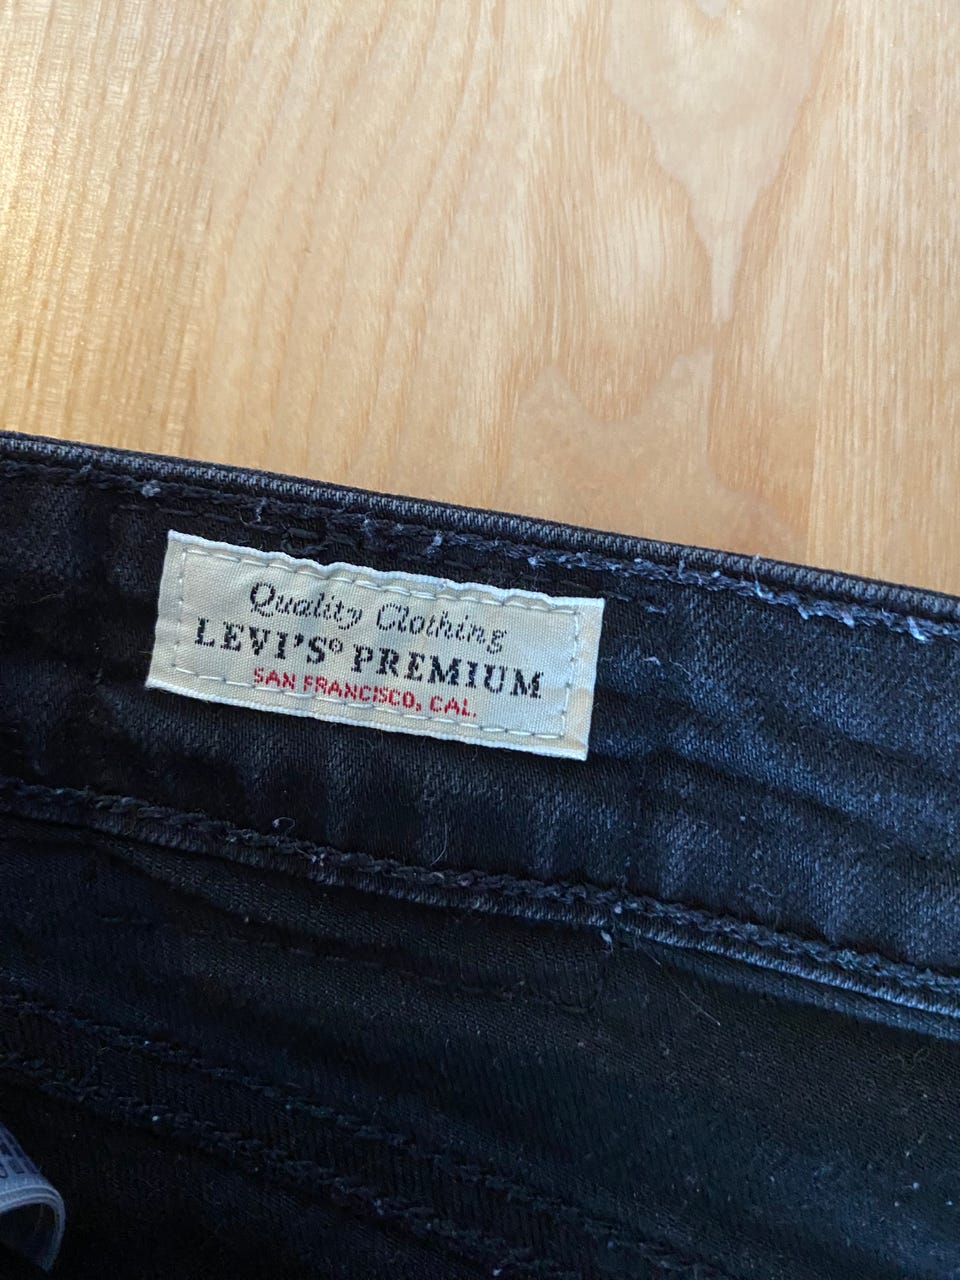 Quality Clothing
LEVI'S® PREMIUM
SAN FRANCISCO, CAL.